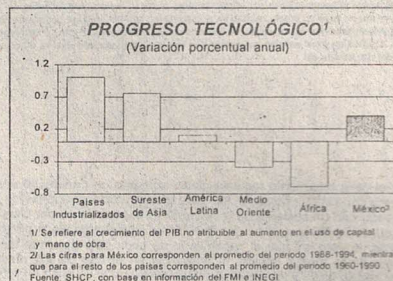 PROGRESO TECNOLÓGICO¹
(Variación porcentual anual)
1.2
0.7
0.2
-0.3
-0.8
Países Industrializados
Sureste de Asia
América Latina
Medio Oriente
África
México²
1/ Se refiere al crecimiento del PIB no atribuible al aumento en el uso de capital
y mano de obra.
2/ Las cifras para México corresponden al promedio del periodo 1988-1994, mientra
que para el resto de los países corresponden al promedio del periodo 1960-1990.
Fuente: SHCP, con base en información del FMI e INEGI